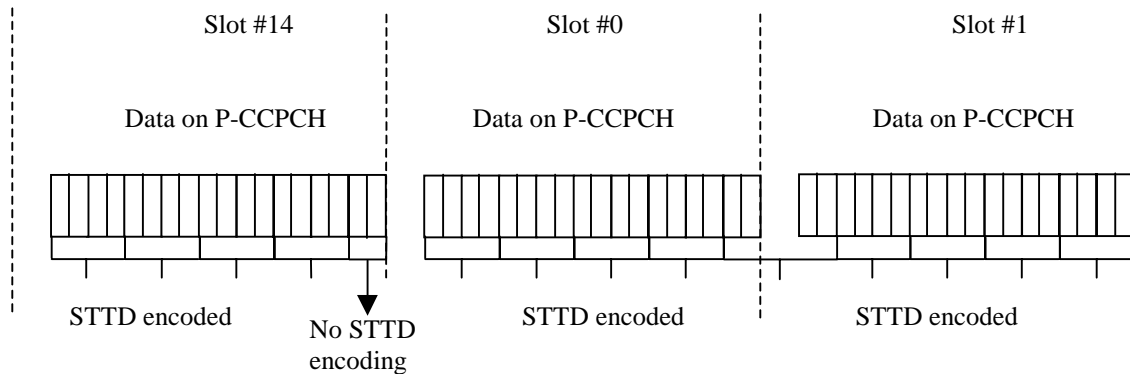 Slot #14
Slot #0
Slot #1
Data on P-CCPCH
Data on P-CCPCH
Data on P-CCPCH
STTD encoded
No STTD
encoding
STTD encoded
STTD encoded